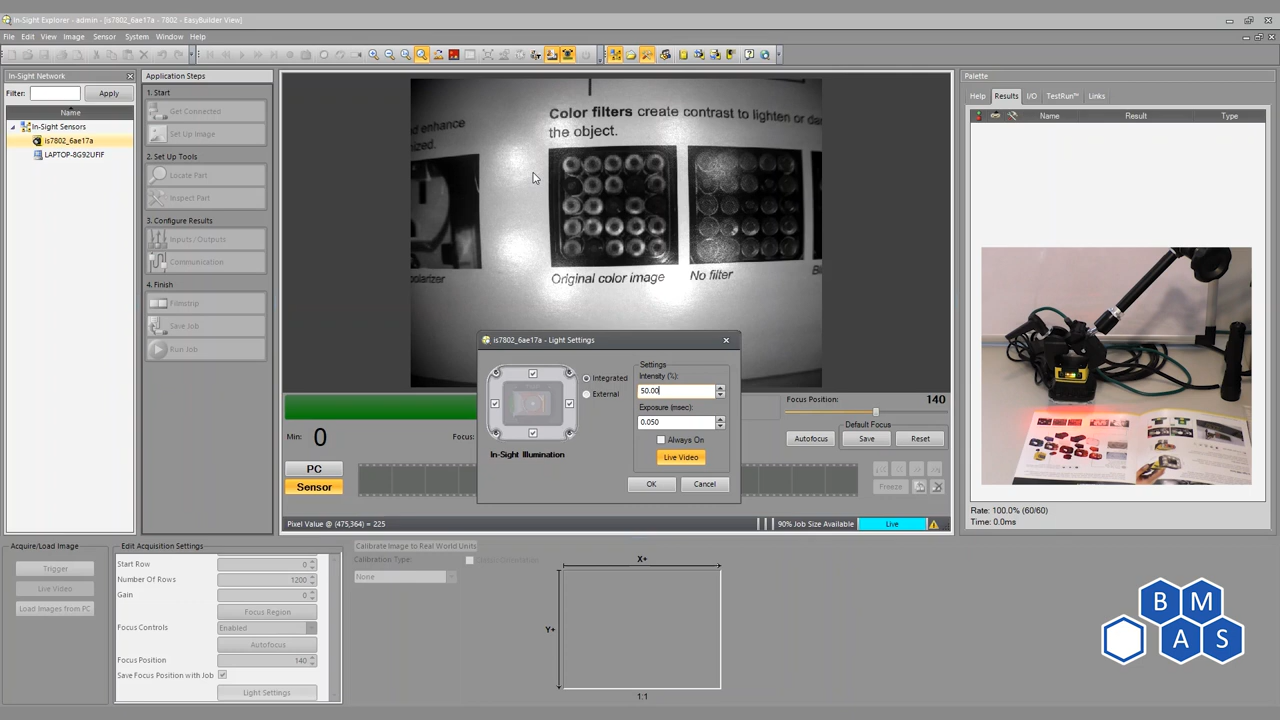 In-Sight Explorer - admin - [is7802_6ae17a - 7802 - EasyBuilder View]
File Edit View Image Sensor System Window Help
In-Sight Network
Filter: Apply
Name
In-Sight Sensors
is7802_6ae17a
LAPTOP-8G92UFIF
Application Steps
1. Start
Get Connected
Set Up Image
2. Set Up Tools
Locate Part
Inspect Part
3. Configure Results
Inputs / Outputs
Communication
4. Finish
Filmstrip
Save Job
Run Job
and enhance
ized.
Color filters create contrast to lighten or da
the object.
olarizer
Original color image
No filter
is7802_6ae17a - Light Settings
Integrated
External
In-Sight Illumination
Settings
Intensity (%):
50.00
Exposure (msec):
0.050
Always On
Live Video
OK Cancel
Min: 0
Focus:
Focus Position: 140
Default Focus
Autofocus Save Reset
PC
Sensor
Freeze
Pixel Value @ (475,364) = 225
90% Job Size Available
Live
Palette
Help Results I/O TestRun™ Links
Name Result Type
Rate: 100.0% (60/60)
Time: 0.0ms
Acquire/Load Image
Trigger
Live Video
Load Images from PC
Edit Acquisition Settings
Start Row 0
Number Of Rows 1200
Gain 0
Focus Region
Focus Controls Enabled
Autofocus
Focus Position 140
Save Focus Position with Job
Light Settings
Calibrate Image to Real World Units
Calibration Type:
None
X+
Y+
1:1
B M
A S